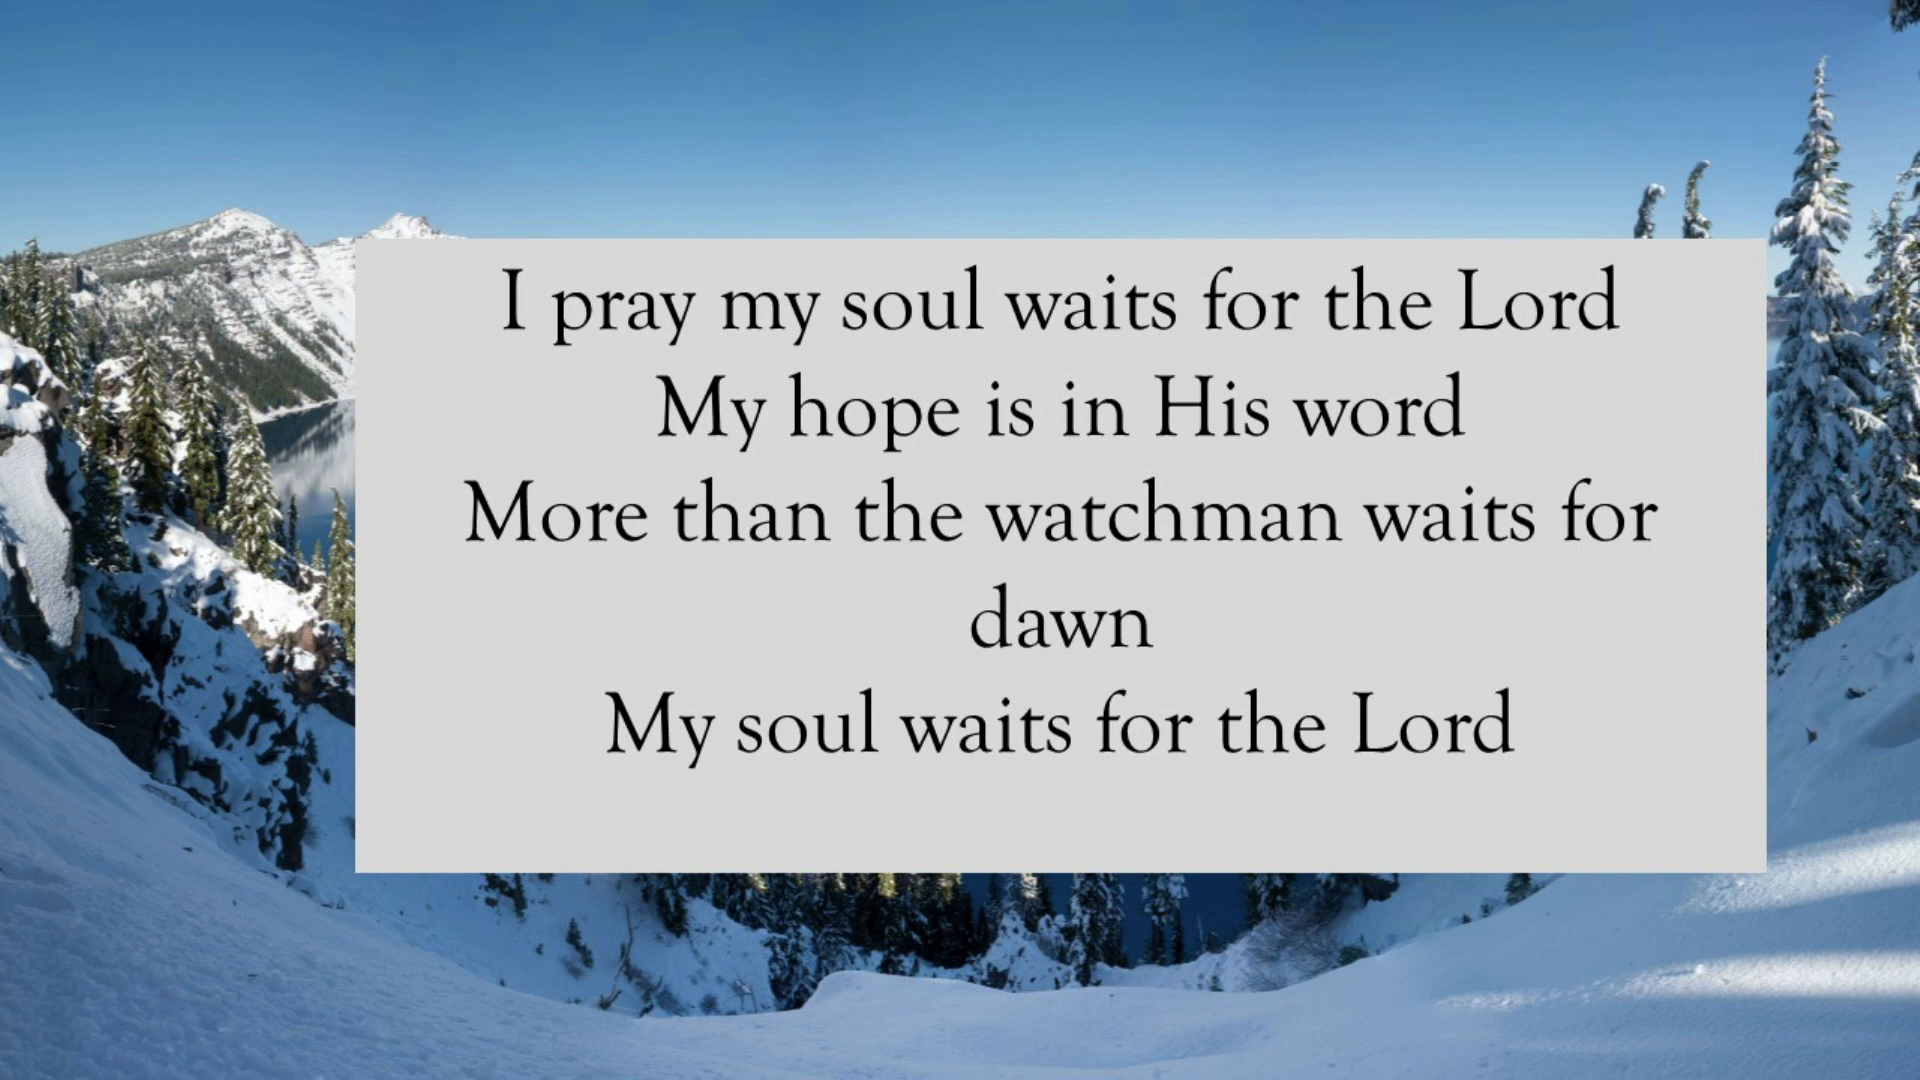 I pray my soul waits for the Lord
My hope is in His word
More than the watchman waits for
dawn
My soul waits for the Lord